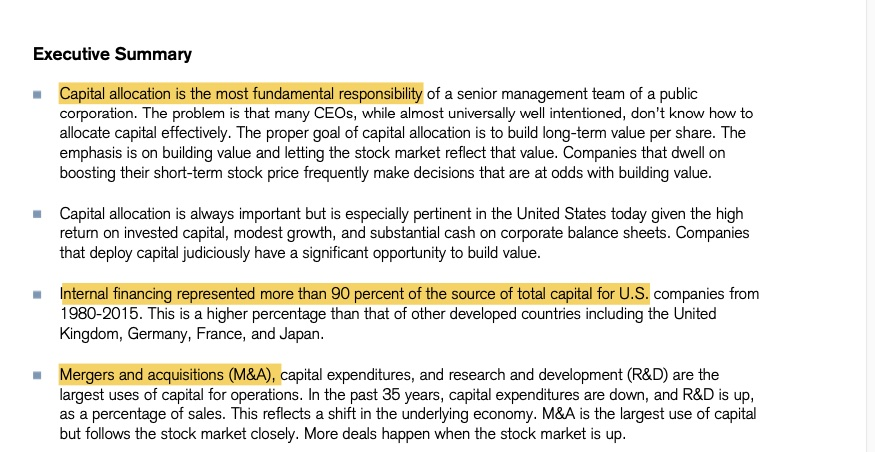 Executive Summary
Capital allocation is the most fundamental responsibility of a senior management team of a public
corporation. The problem is that many CEOs, while almost universally well intentioned, don't know how to
allocate capital effectively. The proper goal of capital allocation is to build long-term value per share. The
emphasis is on building value and letting the stock market reflect that value. Companies that dwell on
boosting their short-term stock price frequently make decisions that are at odds with building value.
Capital allocation is always important but is especially pertinent in the United States today given the high
return on invested capital, modest growth, and substantial cash on corporate balance sheets. Companies
that deploy capital judiciously have a significant opportunity to build value.
Internal financing represented more than 90 percent of the source of total capital for U.S. companies from
1980-2015. This is a higher percentage than that of other developed countries including the United
Kingdom, Germany, France, and Japan.
Mergers and acquisitions (M&A), capital expenditures, and research and development (R&D) are the
largest uses of capital for operations. In the past 35 years, capital expenditures are down, and R&D is up,
as a percentage of sales. This reflects a shift in the underlying economy. M&A is the largest use of capital
but follows the stock market closely. More deals happen when the stock market is up.